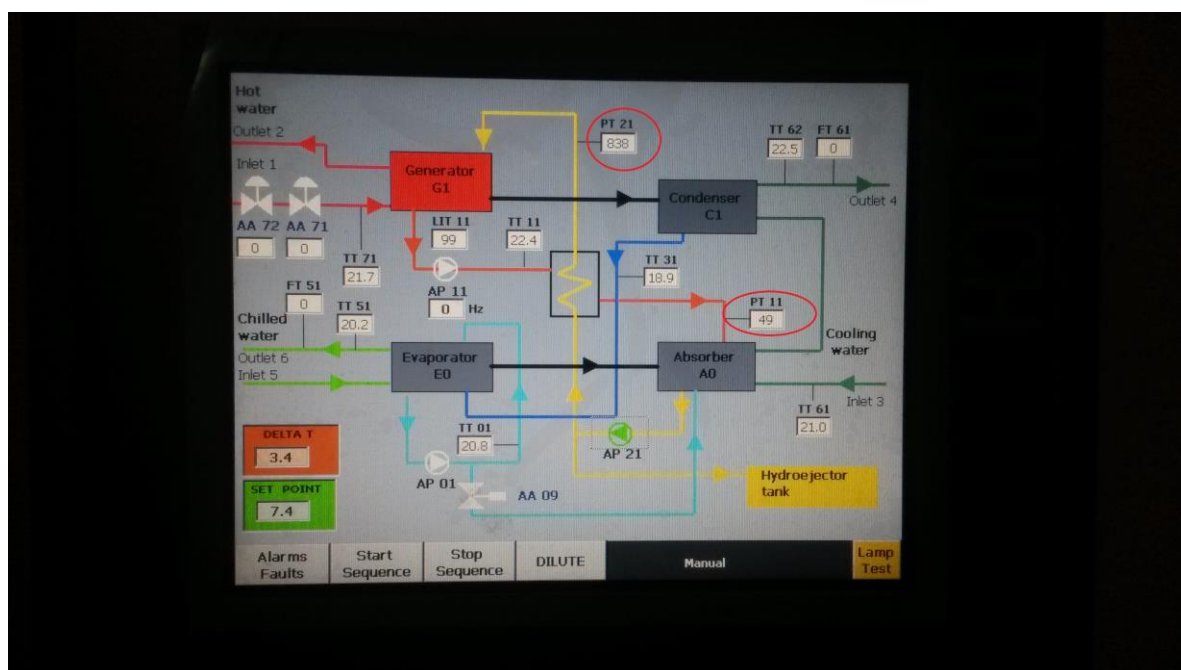 Hot
water
Outlet 2
Inlet 1
AA 72
0
AA 71
0
TT 71
21.7
Generator
G1
LIT 11
99
TT 11
22.4
AP 11
0 Hz
PT 21
838
TT 62
22.5
FT 61
0
Condenser
C1
Outlet 4
TT 31
18.9
PT 11
49
Cooling
water
FT 51
0
TT 51
20.2
Chilled
water
Outlet 6
Inlet 5
Evaporator
E0
Absorber
A0
Inlet 3
TT 61
21.0
TT 01
20.8
AP 21
AP 01
AA 09
Hydroejector
tank
DELTA T
3.4
SET POINT
7.4
Alarms
Faults
Start
Sequence
Stop
Sequence
DILUTE
Manual
Lamp
Test